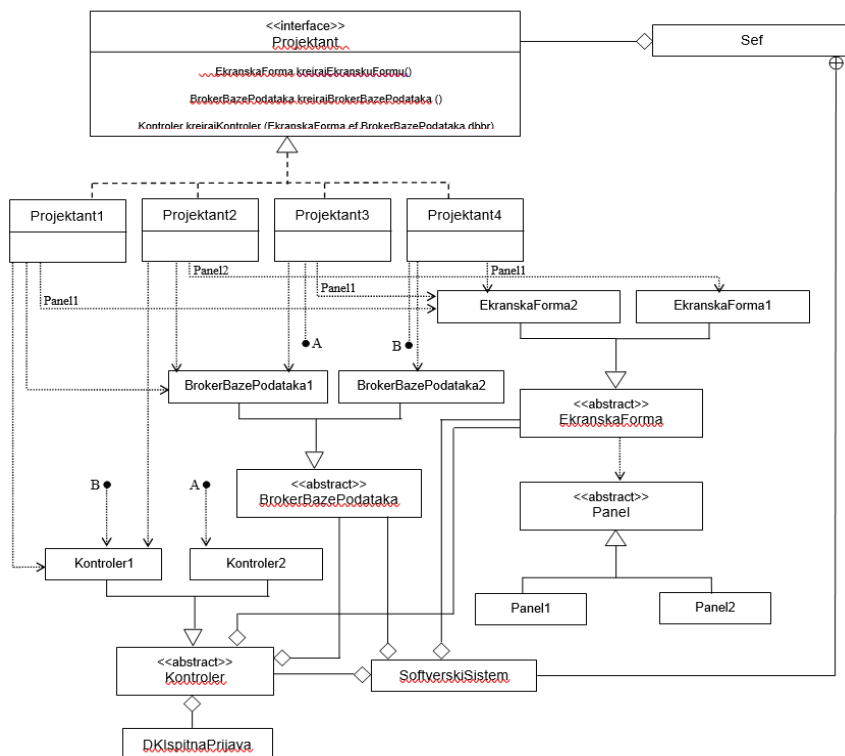 <<interface>>
Projektant
EkranskaForma kreirajEkranskuFormu()
BrokerBazePodataka kreirajBrokerBazePodataka ()
Kontroler kreirajKontroler (EkranskaForma ef,BrokerBazePodataka dbbr)
Sef
Projektant1
Projektant2
Projektant3
Projektant4
Panel2
Panel1
Panel1
Panel1
EkranskaForma2
EkranskaForma1
A
B
BrokerBazePodataka1
BrokerBazePodataka2
<<abstract>>
EkranskaForma
<<abstract>>
BrokerBazePodataka
B
A
<<abstract>>
Panel
Kontroler1
Kontroler2
Panel1
Panel2
<<abstract>>
Kontroler
SoftverskiSistem
DKIspitnaPrijava